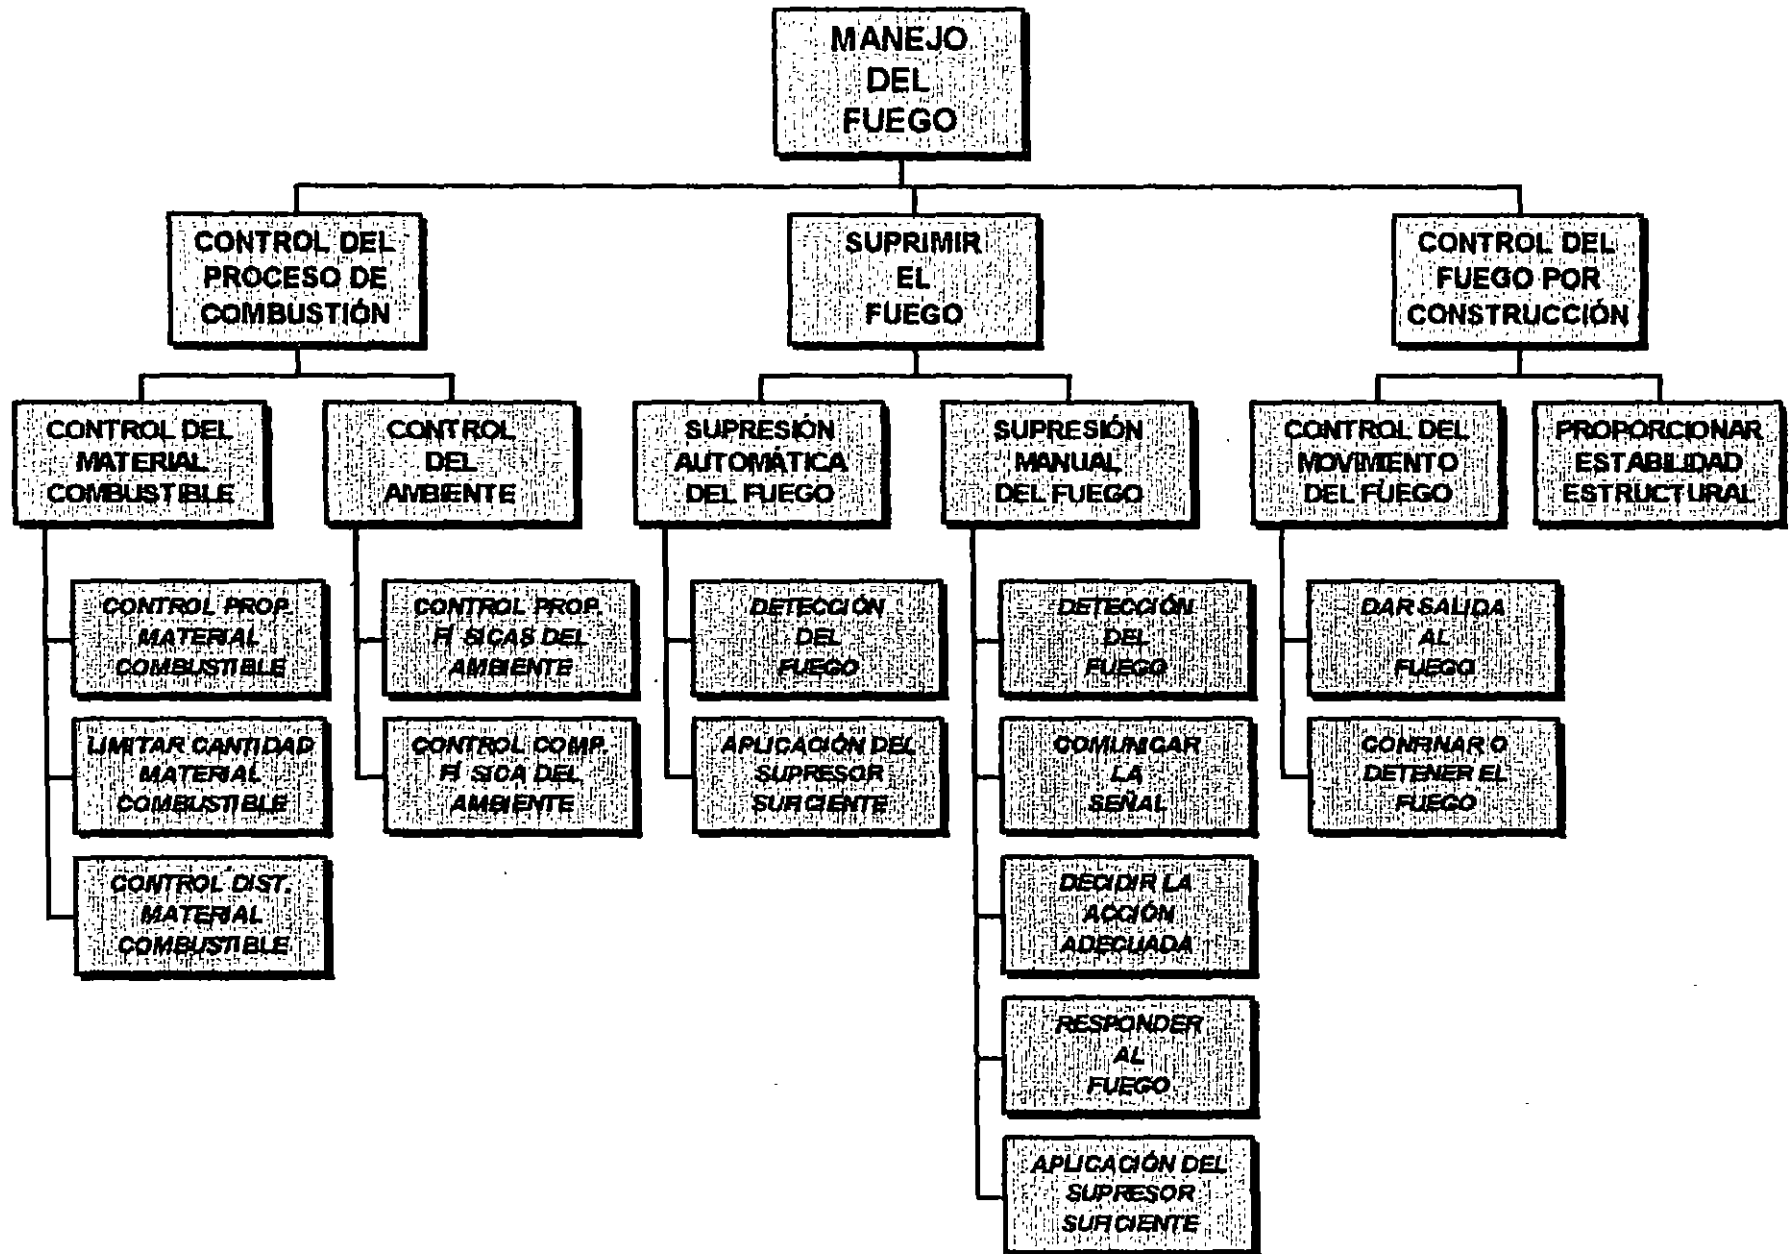 MANEJO
DEL
FUEGO
CONTROL DEL
PROCESO DE
COMBUSTIÓN
SUPRIMIR
EL
FUEGO
CONTROL DEL
FUEGO POR
CONSTRUCCIÓN
CONTROL DEL
MATERIAL
COMBUSTIBLE
CONTROL
DEL
AMBIENTE
SUPRESIÓN
AUTOMÁTICA
DEL FUEGO
SUPRESIÓN
MANUAL
DEL FUEGO
CONTROL DEL
MOVIMIENTO
DEL FUEGO
PROPORCIONAR
ESTABILIDAD
ESTRUCTURAL
CONTROL PROP.
MATERIAL
COMBUSTIBLE
LIMITAR CANTIDAD
MATERIAL
COMBUSTIBLE
CONTROL DIST.
MATERIAL
COMBUSTIBLE
CONTROL PROP.
FÍ SICAS DEL
AMBIENTE
CONTROL COMP.
FÍ SICA DEL
AMBIENTE
DETECCIÓN
DEL
FUEGO
APLICACIÓN DEL
SUPRESOR
SUFICIENTE
DETECCIÓN
DEL
FUEGO
COMUNICAR
LA
SEÑAL
DECIDIR LA
ACCIÓN
ADECUADA
RESPONDER
AL
FUEGO
APLICACIÓN DEL
SUPRESOR
SUFICIENTE
DAR SALIDA
AL
FUEGO
CONFINAR O
DETENER EL
FUEGO